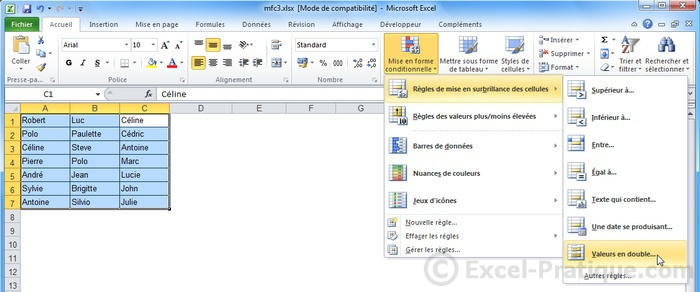 mfc3.xlsx [Mode de compatibilité] - Microsoft Excel
Fichier Accueil Insertion Mise en page Formules Données Révision Affichage Développeur Compléments
Coller Arial 10 Standard Mise en forme conditionnelle Mettre sous forme de tableau Styles de cellules Insérer Supprimer Format Trier et filtrer Rechercher et sélectionner
Presse-pa... Police Alignement
C1 fx Céline
A B C D E F G
1 Robert Luc Céline
2 Polo Paulette Cédric
3 Céline Steve Antoine
4 Pierre Polo Marc
5 André Jean Lucie
6 Sylvie Brigitte John
7 Antoine Silvio Julie
8
9
10
11
12
13
Règles de mise en surbrillance des cellules
Règles des valeurs plus/moins élevées
Barres de données
Nuances de couleurs
Jeux d'icônes
Nouvelle règle...
Effacer les règles
Gérer les règles...
Supérieur à...
Inférieur à...
Entre...
Égal à...
Texte qui contient...
Une date se produisant...
Valeurs en double...
Autres règles...
© Excel-Pratique.com